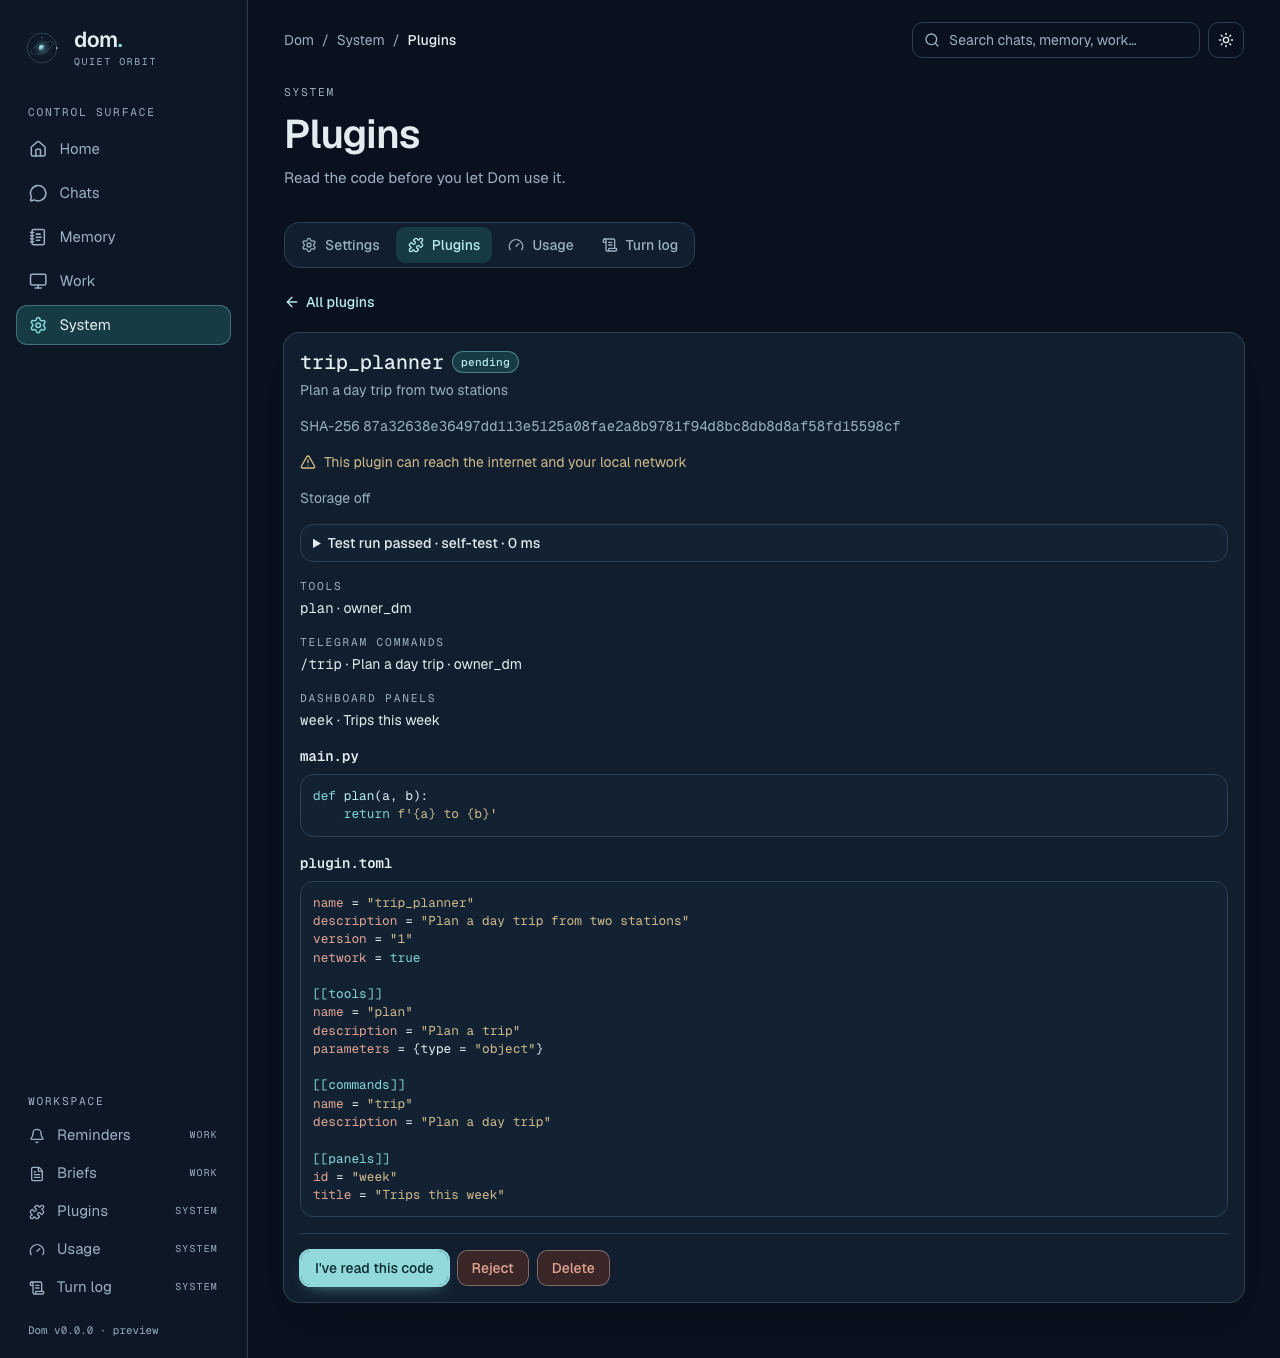 dom.
QUIET ORBIT
CONTROL SURFACE
Home
Chats
Memory
Work
System
WORKSPACE
Reminders WORK
Briefs WORK
Plugins SYSTEM
Usage SYSTEM
Turn log SYSTEM
Dom v0.0.0 · preview
Dom / System / Plugins
Search chats, memory, work…
SYSTEM
Plugins
Read the code before you let Dom use it.
Settings Plugins Usage Turn log
All plugins
trip_planner pending
Plan a day trip from two stations
SHA-256 87a32638e36497dd113e5125a08fae2a8b9781f94d8bc8db8d8af58fd15598cf
This plugin can reach the internet and your local network
Storage off
Test run passed · self-test · 0 ms
TOOLS
plan · owner_dm
TELEGRAM COMMANDS
/trip · Plan a day trip · owner_dm
DASHBOARD PANELS
week · Trips this week
main.py
def plan(a, b):
    return f'{a} to {b}'
plugin.toml
name = "trip_planner"
description = "Plan a day trip from two stations"
version = "1"
network = true
[[tools]]
name = "plan"
description = "Plan a trip"
parameters = {type = "object"}
[[commands]]
name = "trip"
description = "Plan a day trip"
[[panels]]
id = "week"
title = "Trips this week"
I've read this code Reject Delete